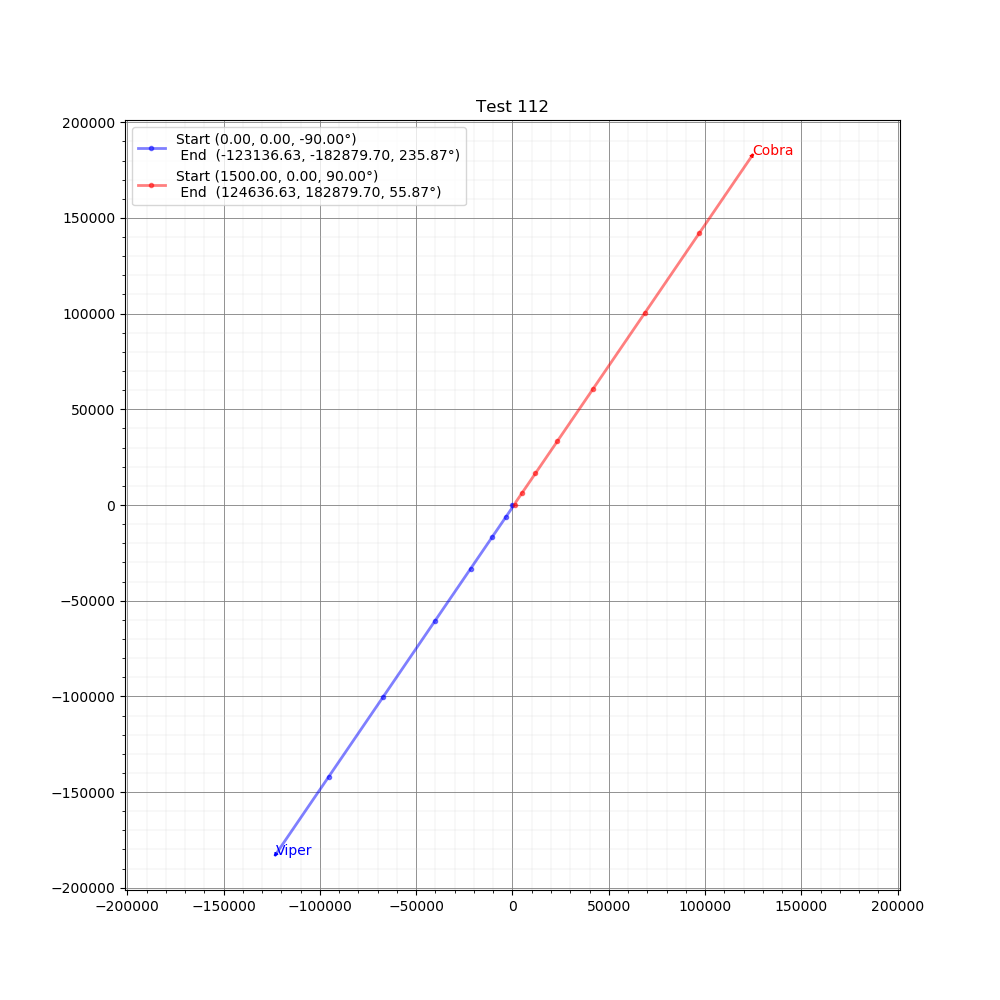 Test 112
Start (0.00, 0.00, -90.00°)
End  (-123136.63, -182879.70, 235.87°)
Start (1500.00, 0.00, 90.00°)
End  (124636.63, 182879.70, 55.87°)
Cobra
Viper
200000
150000
100000
50000
0
−50000
−100000
−150000
−200000
−200000 −150000 −100000 −50000 0 50000 100000 150000 200000